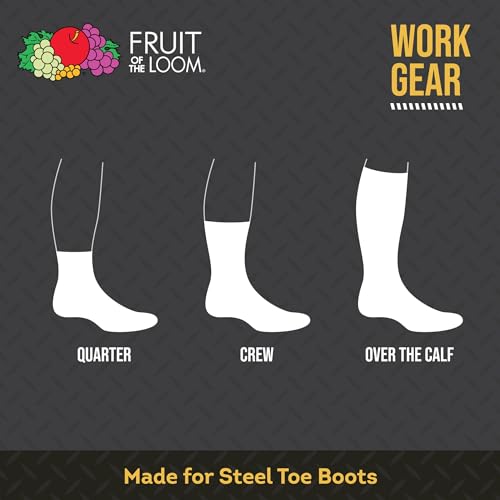 FRUIT
OF THE LOOM®
WORK
GEAR
QUARTER
CREW
OVER THE CALF
Made for Steel Toe Boots